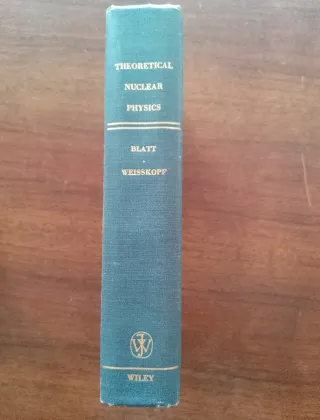 THEORETICAL
NUCLEAR
PHYSICS
BLATT
·
WEISSKOPF
JW
WILEY